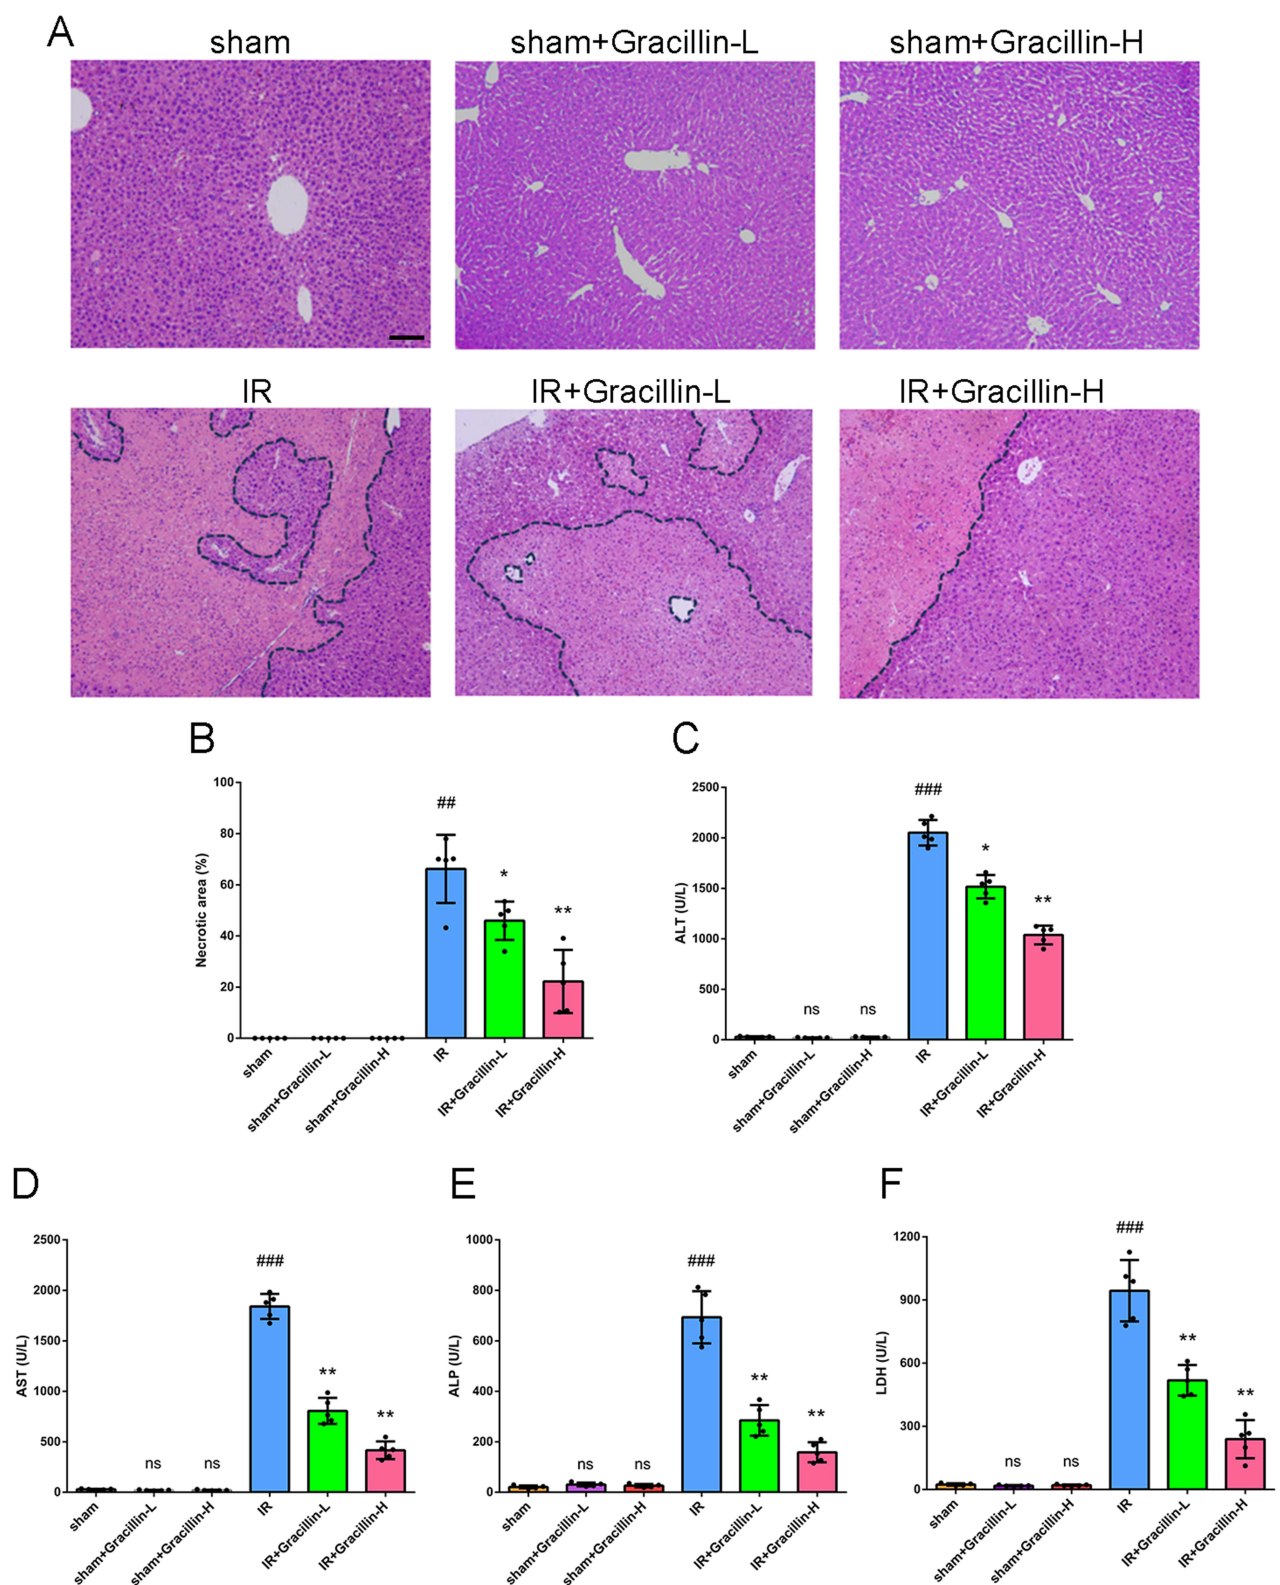 A
sham
sham+Gracillin-L
sham+Gracillin-H
IR
IR+Gracillin-L
IR+Gracillin-H
B
Necrotic area (%)
100
80
60
40
20
0
##
*
**
sham
sham+Gracillin-L
sham+Gracillin-H
IR
IR+Gracillin-L
IR+Gracillin-H
C
ALT (U/L)
2500
2000
1500
1000
500
0
ns
ns
###
*
**
sham
sham+Gracillin-L
sham+Gracillin-H
IR
IR+Gracillin-L
IR+Gracillin-H
D
AST (U/L)
2500
2000
1500
1000
500
0
ns
ns
###
**
**
sham
sham+Gracillin-L
sham+Gracillin-H
IR
IR+Gracillin-L
IR+Gracillin-H
E
ALP (U/L)
1000
800
600
400
200
0
ns
ns
###
**
**
sham
sham+Gracillin-L
sham+Gracillin-H
IR
IR+Gracillin-L
IR+Gracillin-H
F
LDH (U/L)
1200
900
600
300
0
ns
ns
###
**
**
sham
sham+Gracillin-L
sham+Gracillin-H
IR
IR+Gracillin-L
IR+Gracillin-H